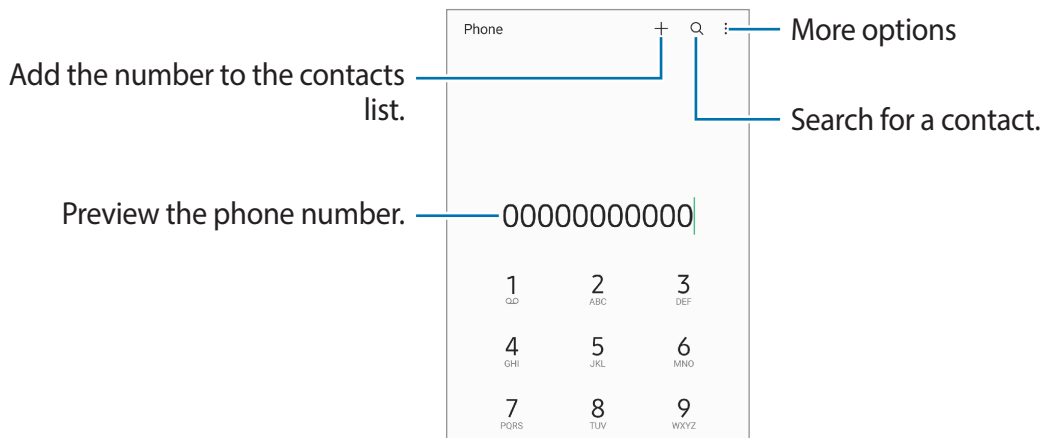 Phone
More options
Add the number to the contacts
list.
Search for a contact.
Preview the phone number.
00000000000
1 2 3
ABC DEF
4 5 6
GHI JKL MNO
7 8 9
PQRS TUV WXYZ